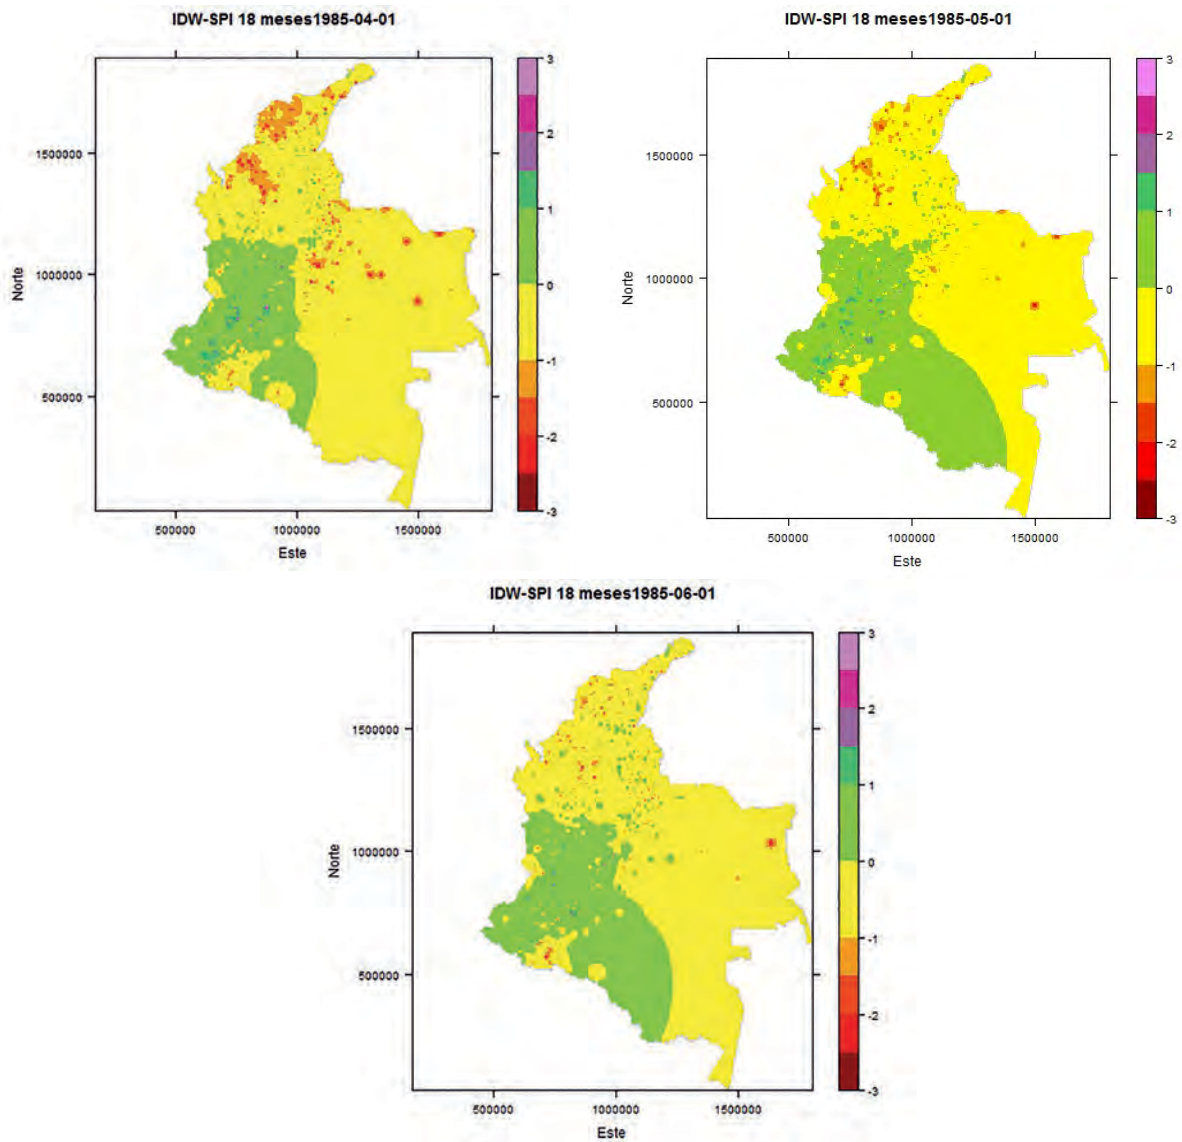 IDW-SPI 18 meses1985-04-01
3
2
1
0
-1
-2
-3
1500000
1000000
500000
Norte
500000 1000000 1500000
Este
IDW-SPI 18 meses1985-05-01
3
2
1
0
-1
-2
-3
1500000
1000000
500000
Norte
500000 1000000 1500000
Este
IDW-SPI 18 meses1985-06-01
3
2
1
0
-1
-2
-3
1500000
1000000
500000
Norte
500000 1000000 1500000
Este